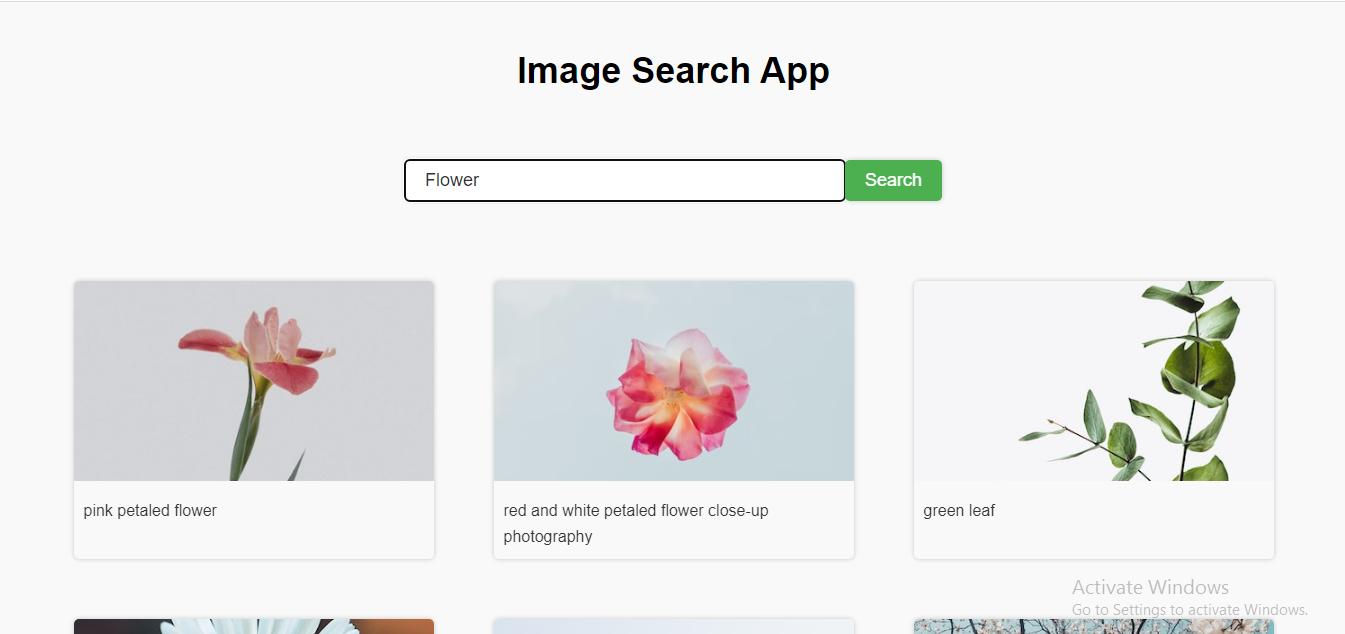 Image Search App
Flower
Search
pink petaled flower
red and white petaled flower close-up
photography
green leaf
Activate Windows
Go to Settings to activate Windows.